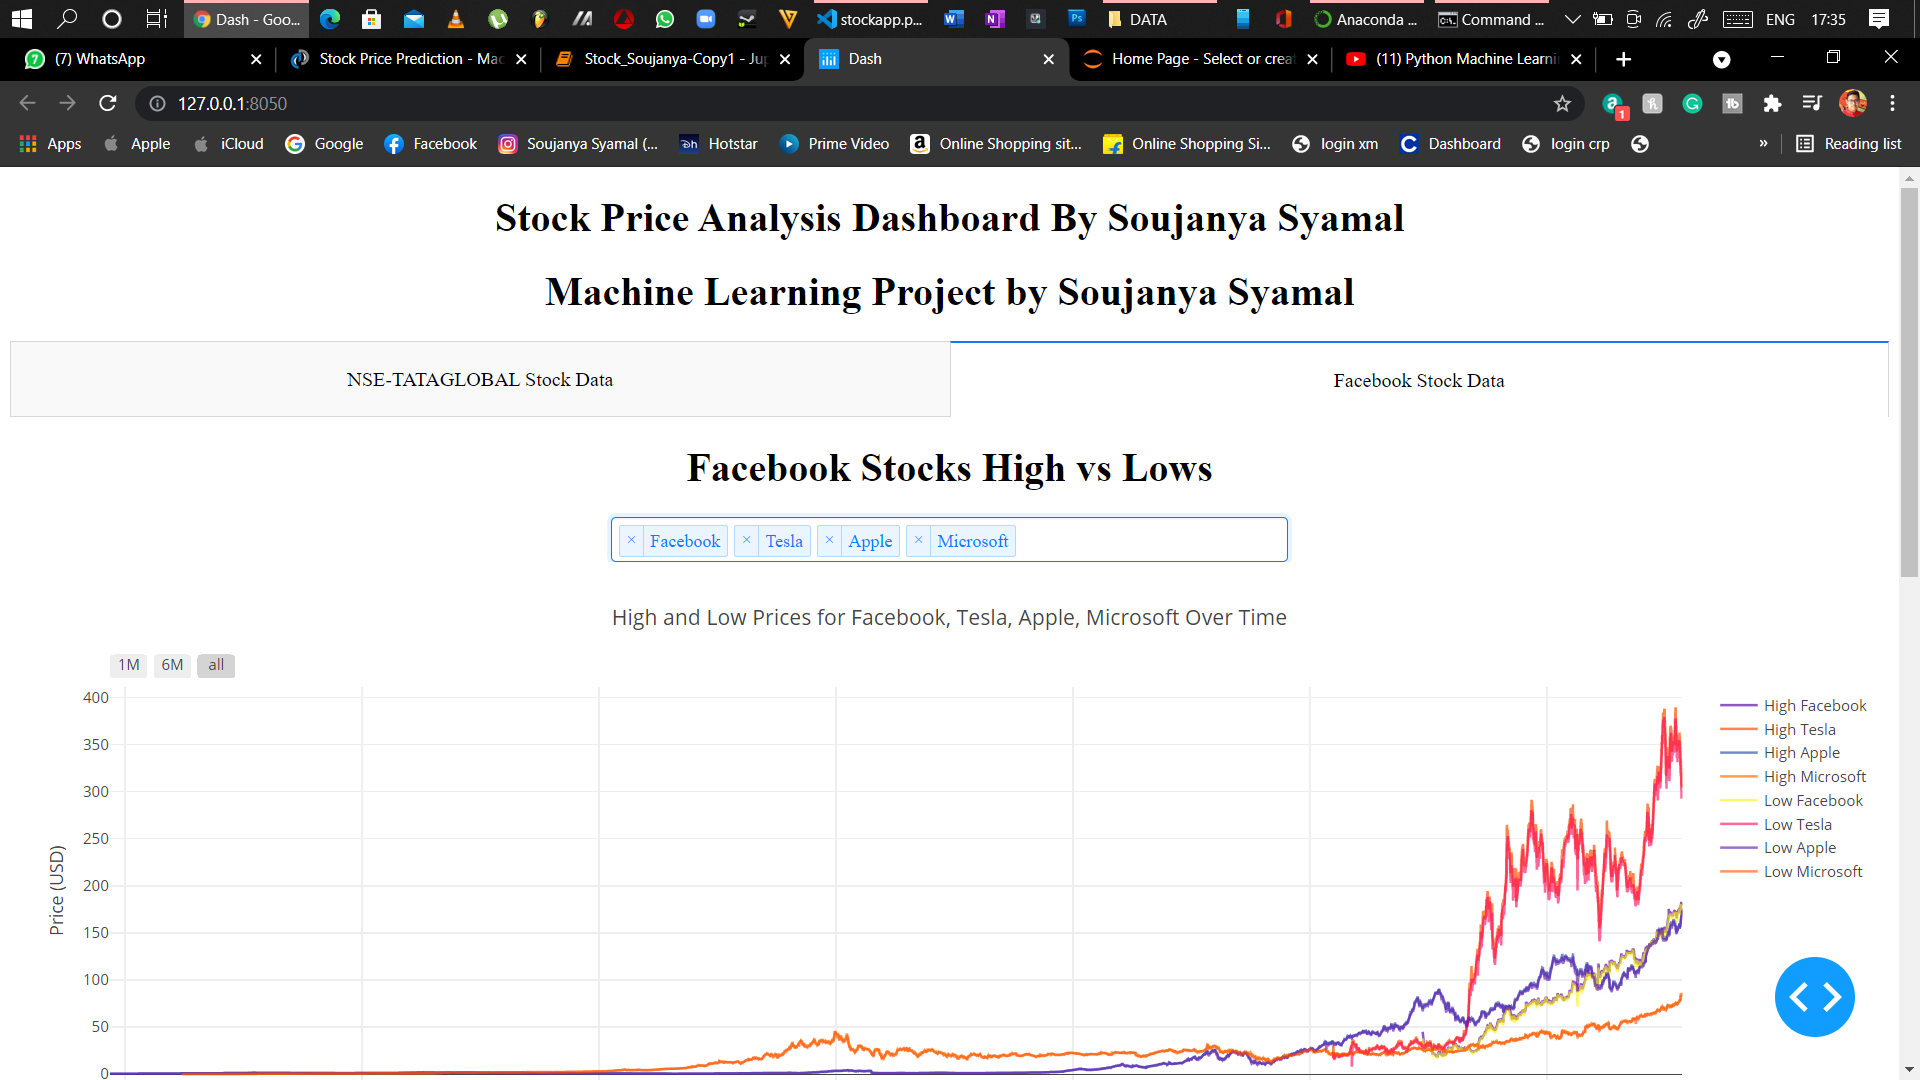 Dash - Goo...
stockapp.p...
DATA
Anaconda ...
Command ...
ENG
17:35
(7) WhatsApp
Stock Price Prediction - Mac
Stock_Soujanya-Copy1 - Jup
Dash
Home Page - Select or creat
(11) Python Machine Learni
127.0.0.1:8050
1
Apps
Apple
iCloud
Google
Facebook
Soujanya Syamal (...
Hotstar
Prime Video
Online Shopping sit...
Online Shopping Si...
login xm
Dashboard
login crp
»
Reading list
Stock Price Analysis Dashboard By Soujanya Syamal
Machine Learning Project by Soujanya Syamal
NSE-TATAGLOBAL Stock Data
Facebook Stock Data
Facebook Stocks High vs Lows
× Facebook × Tesla × Apple × Microsoft
High and Low Prices for Facebook, Tesla, Apple, Microsoft Over Time
1M 6M all
400
350
300
250
200
150
100
50
0
Price (USD)
High Facebook
High Tesla
High Apple
High Microsoft
Low Facebook
Low Tesla
Low Apple
Low Microsoft